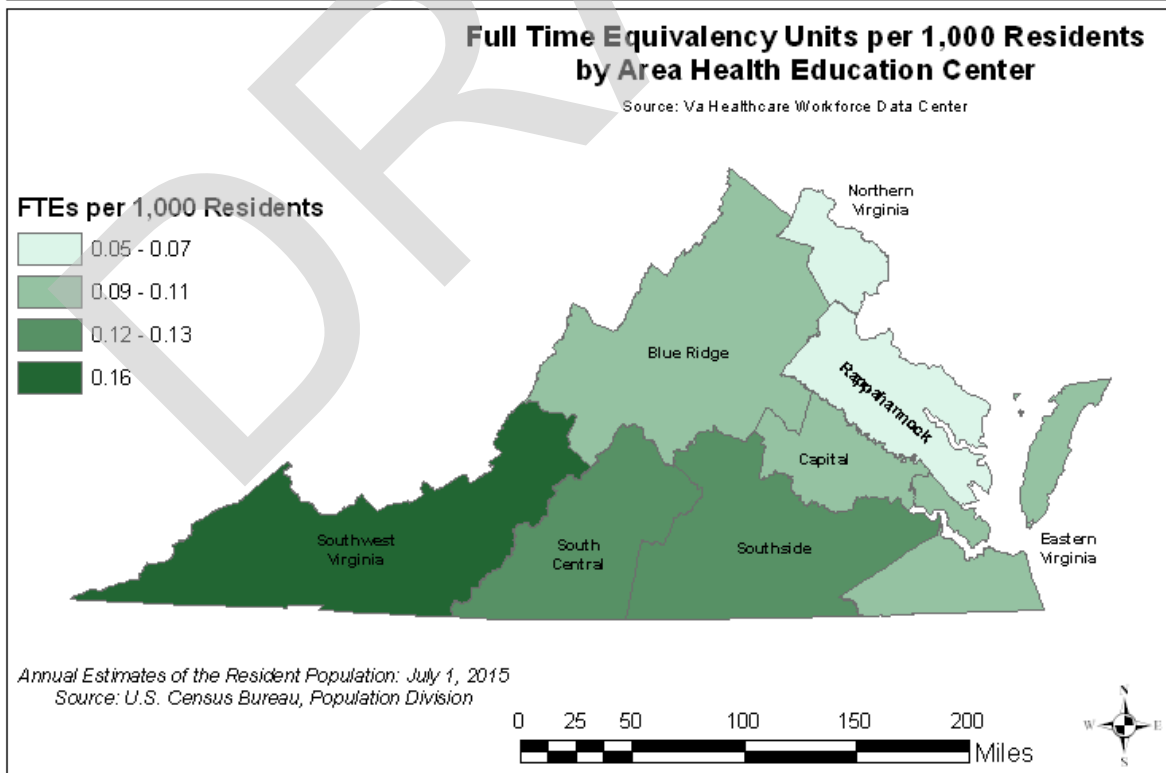 Full Time Equivalency Units per 1,000 Residents
by Area Health Education Center
Source: Va Healthcare Workforce Data Center
FTEs per 1,000 Residents
0.05 - 0.07
0.09 - 0.11
0.12 - 0.13
0.16
Northern
Virginia
Blue Ridge
Rappahannock
Capital
Southwest
Virginia
South
Central
Southside
Eastern
Virginia
Annual Estimates of the Resident Population: July 1, 2015
Source: U.S. Census Bureau, Population Division
0 25 50 100 150 200
Miles
N
W E
S
DRA